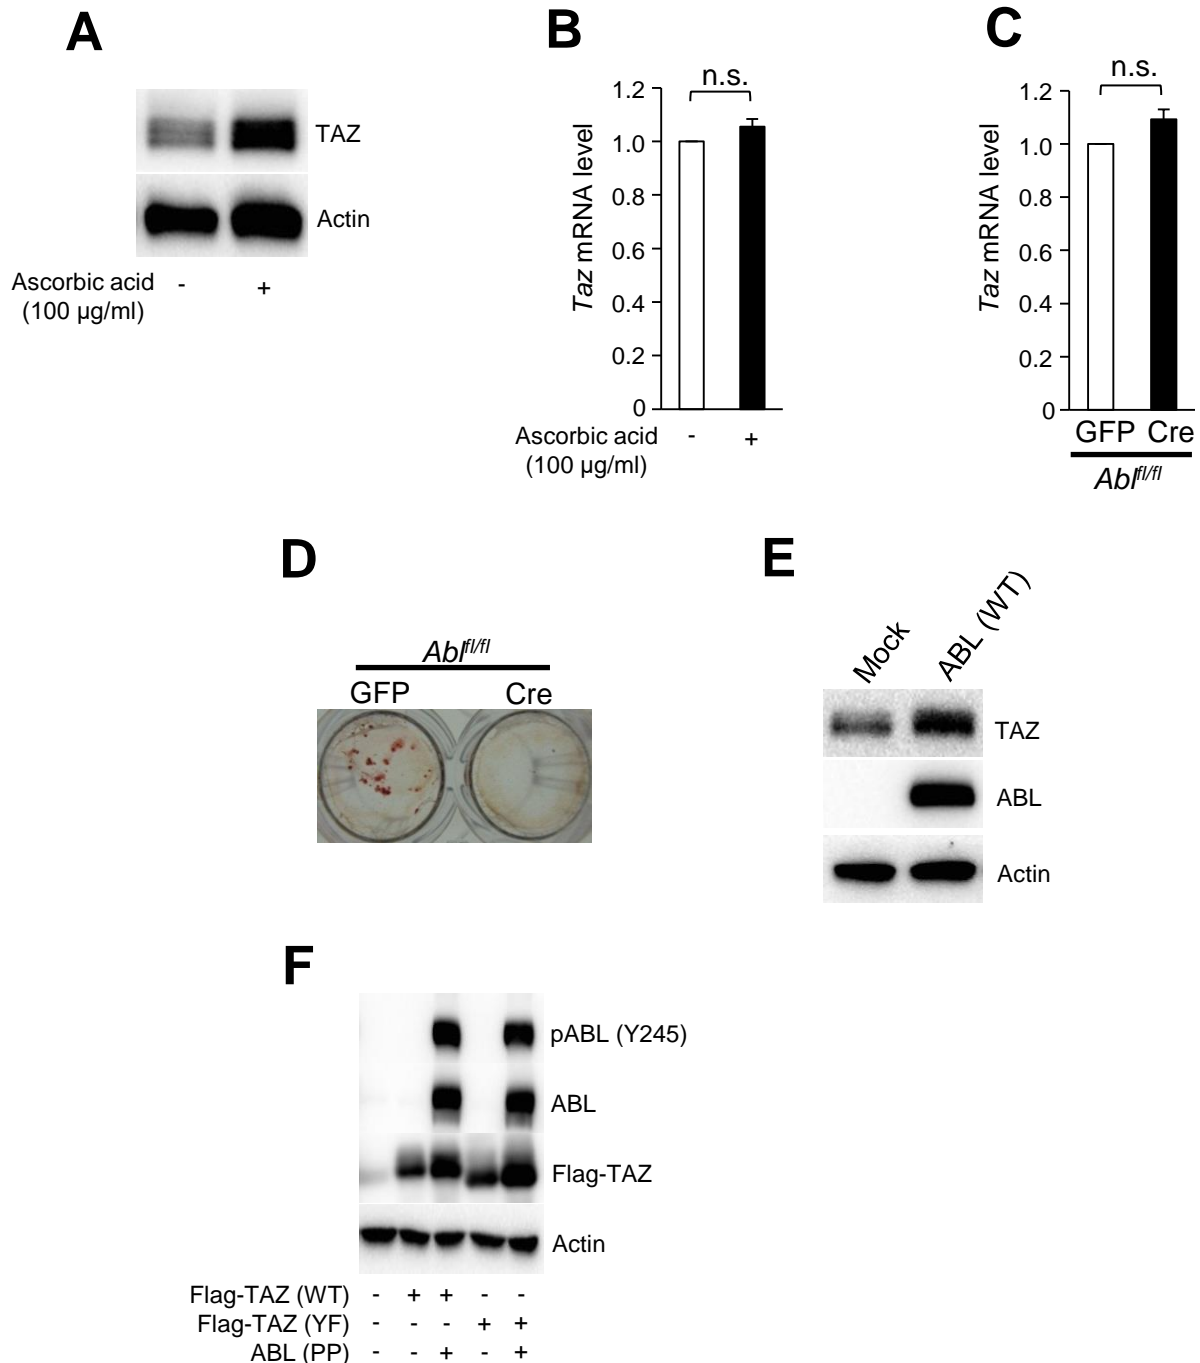 A
TAZ
Actin
Ascorbic acid
(100 µg/ml)
- +
B
n.s.
Taz mRNA level
1.2
1.0
0.8
0.6
0.4
0.2
0
Ascorbic acid
(100 µg/ml)
- +
C
n.s.
Taz mRNA level
1.2
1.0
0.8
0.6
0.4
0.2
0
GFP Cre
Abl fl/fl
D
Abl fl/fl
GFP Cre
E
Mock ABL (WT)
TAZ
ABL
Actin
F
pABL (Y245)
ABL
Flag-TAZ
Actin
Flag-TAZ (WT) - + + - -
Flag-TAZ (YF) - - - + +
ABL (PP) - - + - +